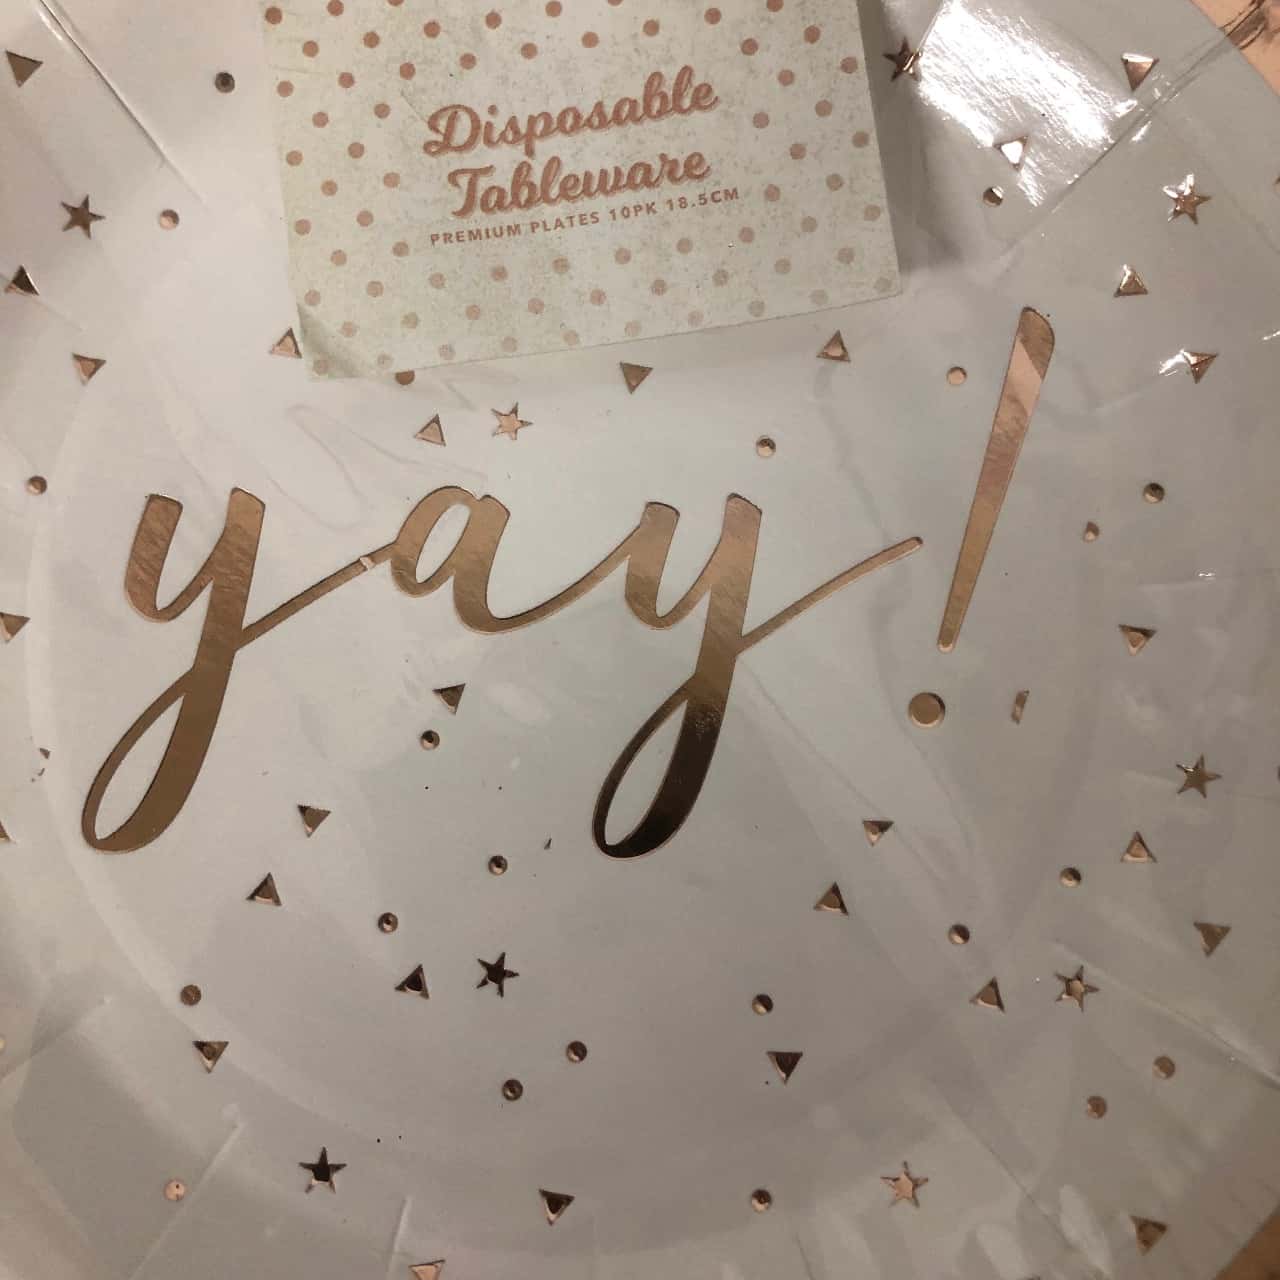 Disposable
Tableware
PREMIUM PLATES 10PK 18.5CM
yay!